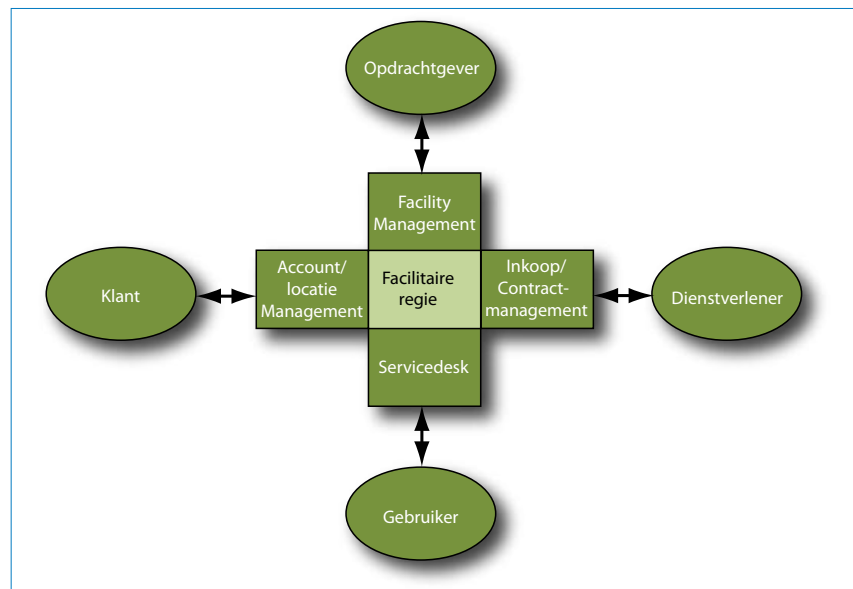 Opdrachtgever
Facility
Management
Klant
Account/
locatie
Management
Facilitaire
regie
Inkoop/
Contract-
management
Dienstverlener
Servicedesk
Gebruiker